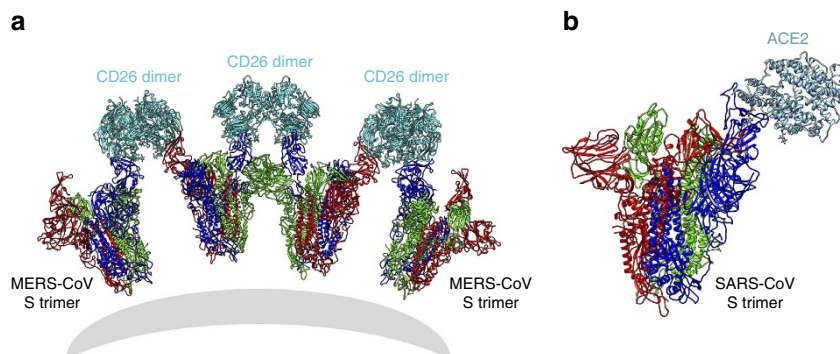 a
CD26 dimer
CD26 dimer
CD26 dimer
MERS-CoV
S trimer
MERS-CoV
S trimer
b
ACE2
SARS-CoV
S trimer